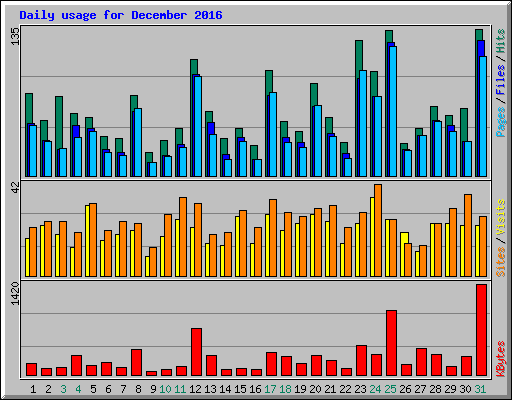 Daily usage for December 2016
135
Pages / Files / Hits
42
Sites / Visits
1420
KBytes
1 2 3 4 5 6 7 8 9 10 11 12 13 14 15 16 17 18 19 20 21 22 23 24 25 26 27 28 29 30 31